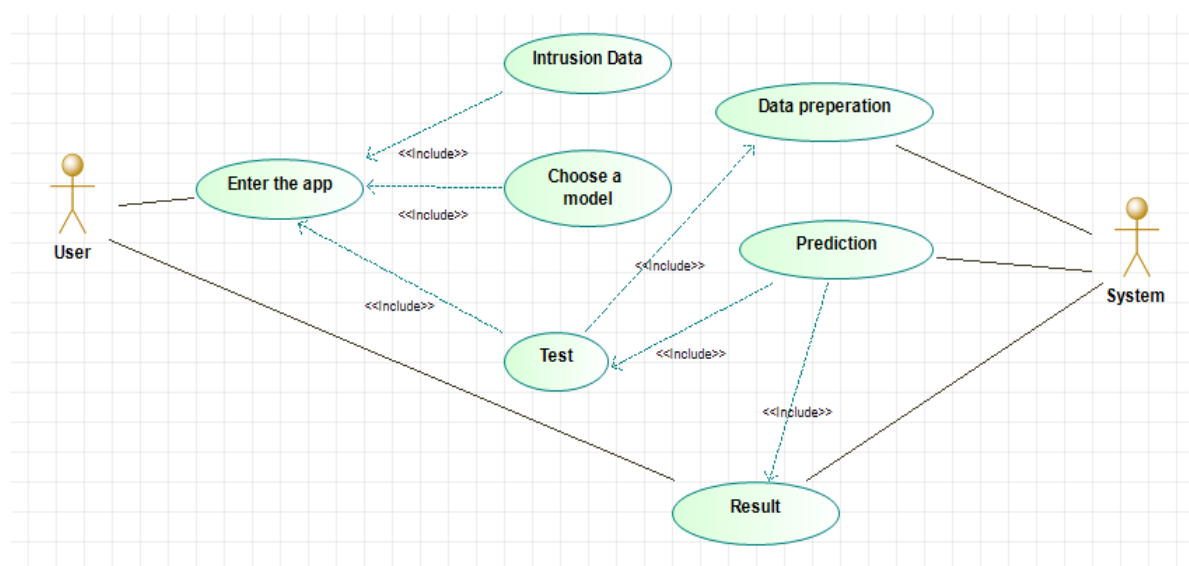 Intrusion Data
Data preperation
<<Include>>
Enter the app
Choose a
model
<<Include>>
User
Prediction
<<Include>>
System
<<Include>>
Test
<<Include>>
<<Include>>
Result